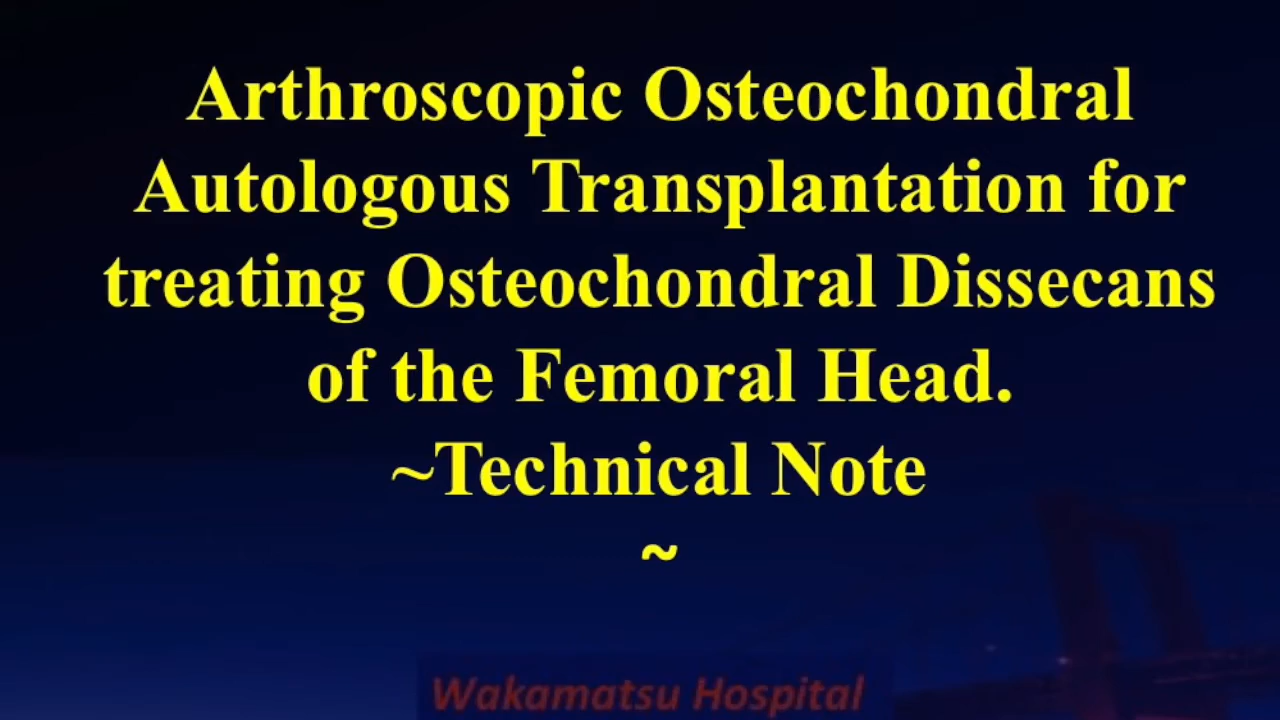 Arthroscopic Osteochondral
Autologous Transplantation for
treating Osteochondral Dissecans
of the Femoral Head.
~Technical Note
~
Wakamatsu Hospital